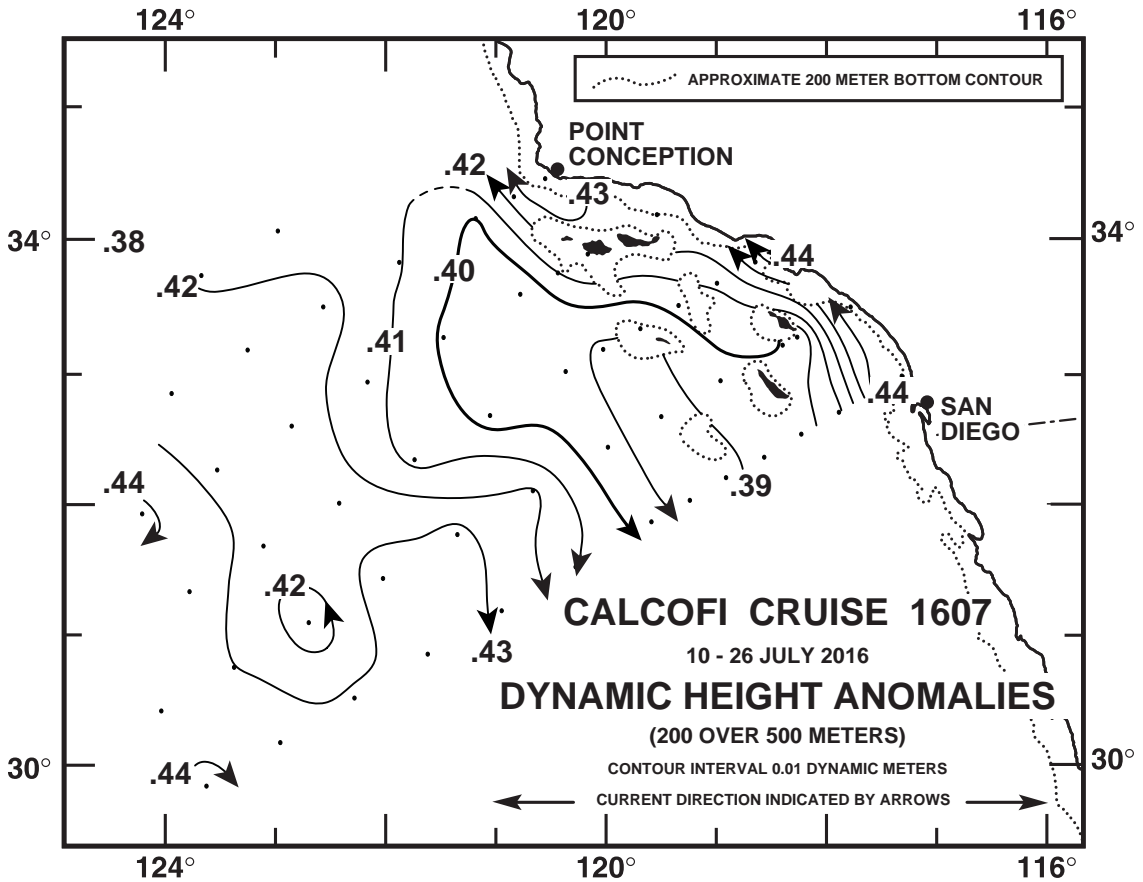 124° 120° 116°
APPROXIMATE 200 METER BOTTOM CONTOUR
POINT
CONCEPTION
.42
.43
34° .38 34°
.44
.40
.42
.41
.44
SAN
DIEGO
.44
.39
.42
CALCOFI CRUISE 1607
.43
10 - 26 JULY 2016
DYNAMIC HEIGHT ANOMALIES
(200 OVER 500 METERS)
30° .44 30°
CONTOUR INTERVAL 0.01 DYNAMIC METERS
CURRENT DIRECTION INDICATED BY ARROWS
124° 120° 116°